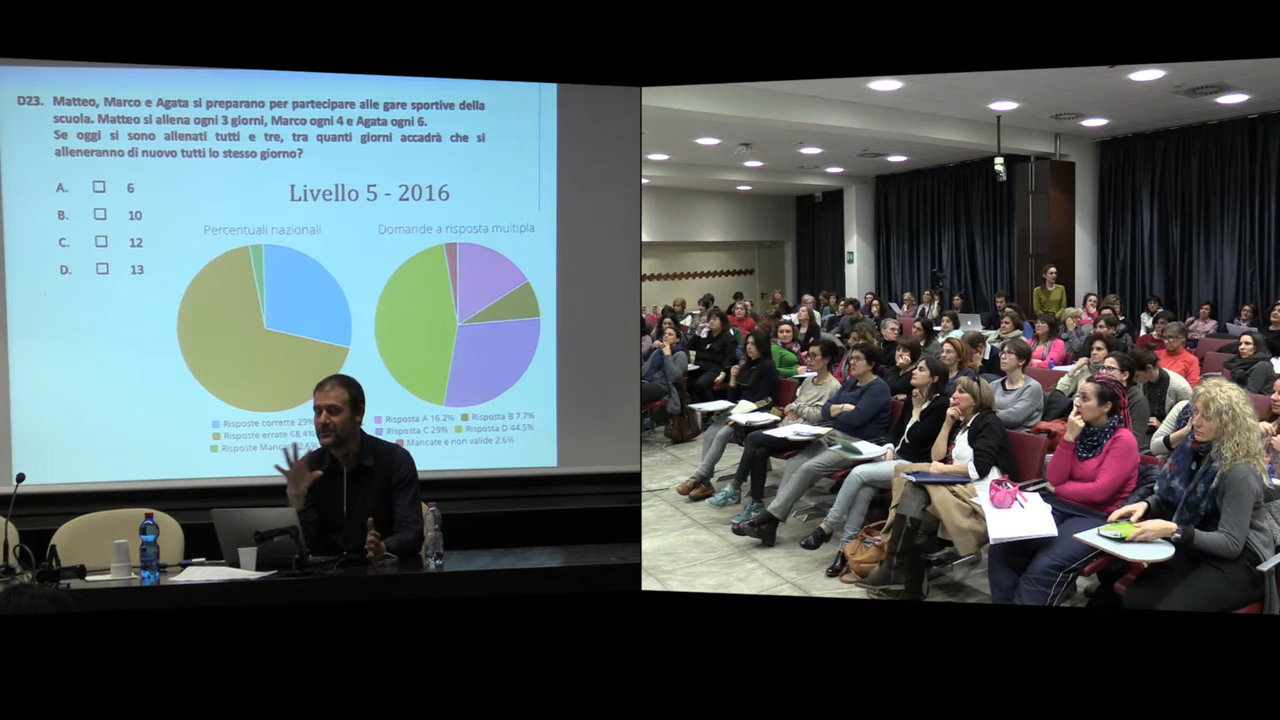 D23. Matteo, Marco e Agata si preparano per partecipare alle gare sportive della
scuola. Matteo si allena ogni 3 giorni, Marco ogni 4 e Agata ogni 6.
Se oggi si sono allenati tutti e tre, tra quanti giorni accadrà che si
alleneranno di nuovo tutti lo stesso giorno?
A. 6
B. 10
C. 12
D. 13
Livello 5 - 2016
Percentuali nazionali
Domande a risposta multipla
Risposte corrette 29%
Risposte errate 68.4%
Risposte
Risposta A 16.2% Risposta B 7.7%
Risposta C 29% Risposta D 44.5%
Mancate e non valide 2.6%